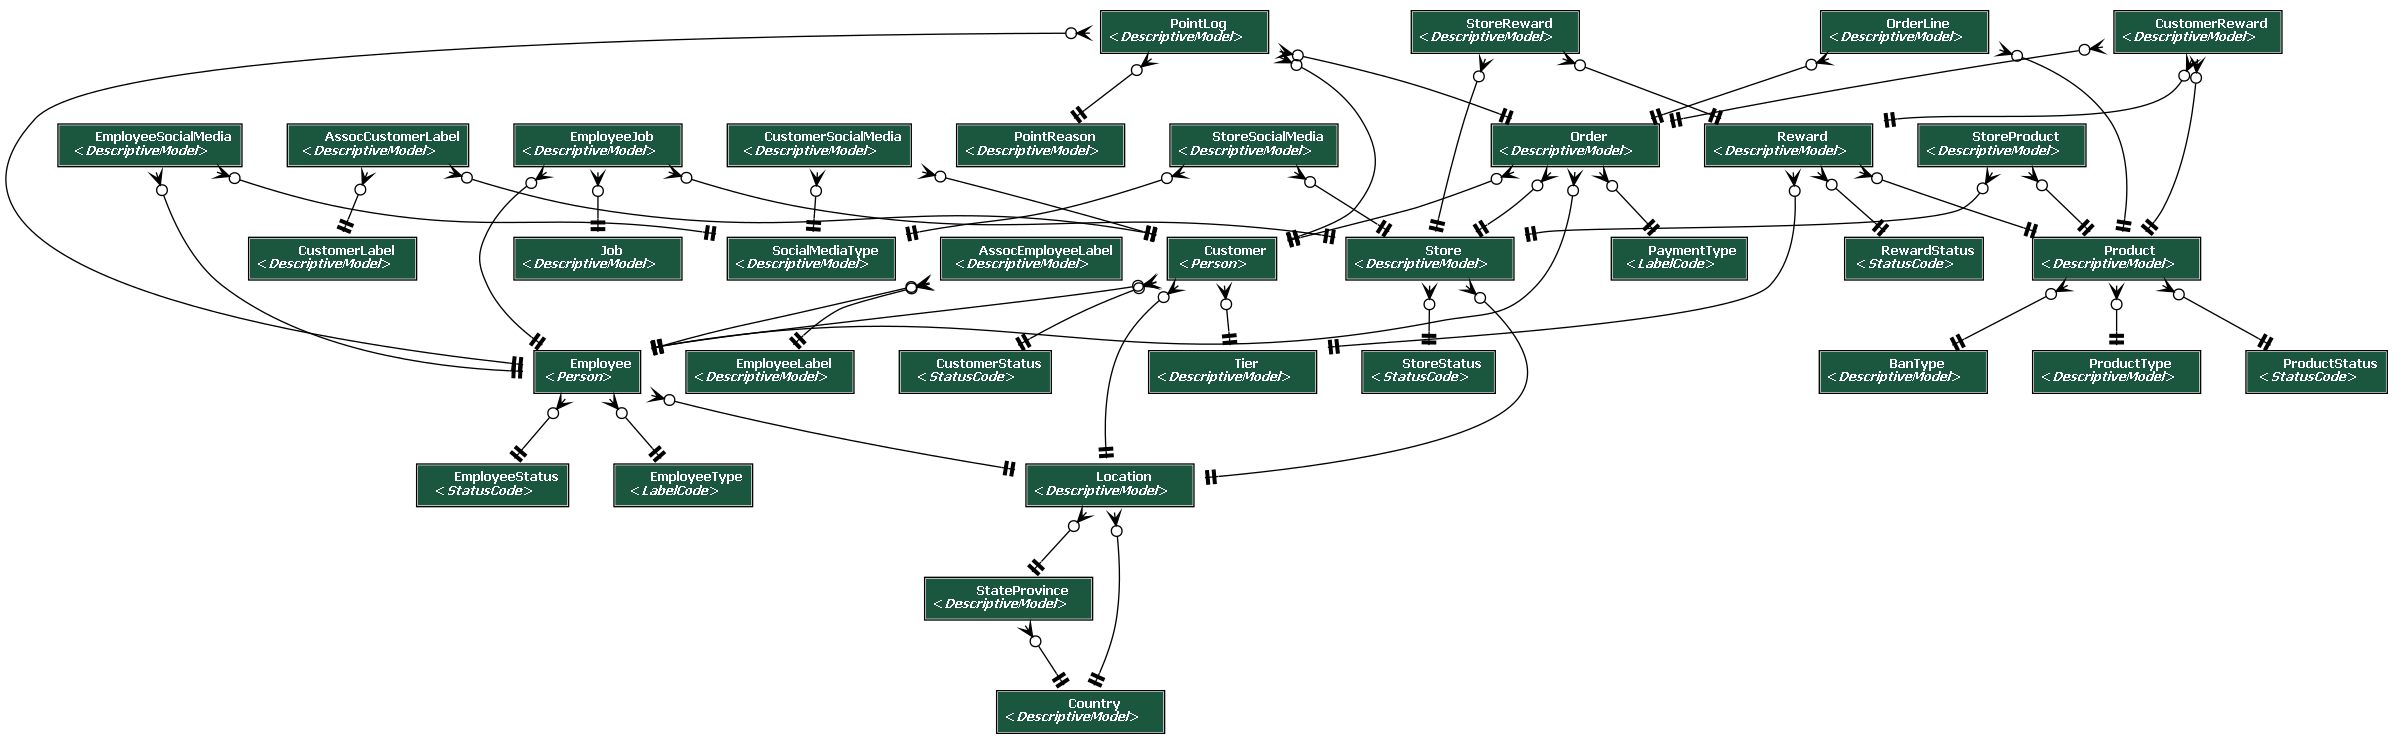 PointLog
<DescriptiveModel>
StoreReward
<DescriptiveModel>
OrderLine
<DescriptiveModel>
CustomerReward
<DescriptiveModel>
EmployeeSocialMedia
<DescriptiveModel>
AssocCustomerLabel
<DescriptiveModel>
EmployeeJob
<DescriptiveModel>
CustomerSocialMedia
<DescriptiveModel>
PointReason
<DescriptiveModel>
StoreSocialMedia
<DescriptiveModel>
Order
<DescriptiveModel>
Reward
<DescriptiveModel>
StoreProduct
<DescriptiveModel>
CustomerLabel
<DescriptiveModel>
Job
<DescriptiveModel>
SocialMediaType
<DescriptiveModel>
AssocEmployeeLabel
<DescriptiveModel>
Customer
<Person>
Store
<DescriptiveModel>
PaymentType
<LabelCode>
RewardStatus
<StatusCode>
Product
<DescriptiveModel>
Employee
<Person>
EmployeeLabel
<DescriptiveModel>
CustomerStatus
<StatusCode>
Tier
<DescriptiveModel>
StoreStatus
<StatusCode>
BanType
<DescriptiveModel>
ProductType
<DescriptiveModel>
ProductStatus
<StatusCode>
EmployeeStatus
<StatusCode>
EmployeeType
<LabelCode>
Location
<DescriptiveModel>
StateProvince
<DescriptiveModel>
Country
<DescriptiveModel>